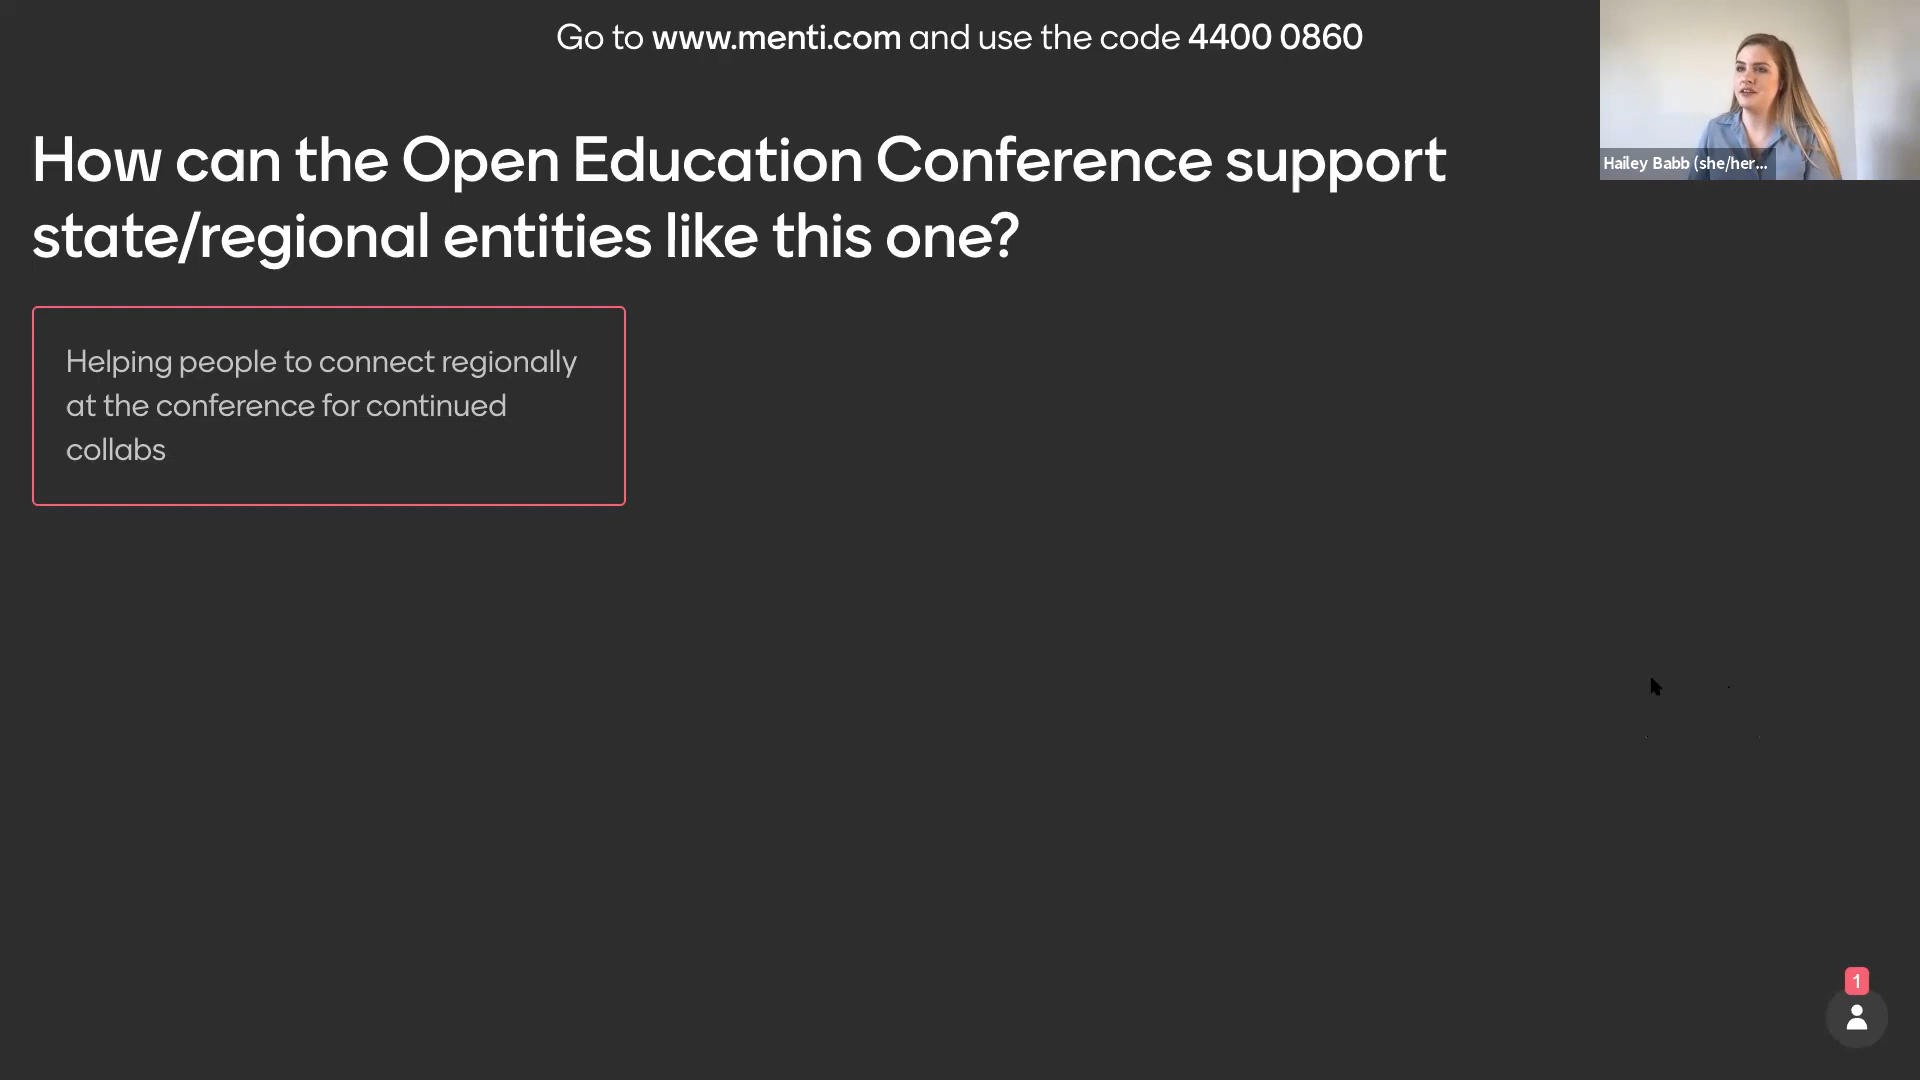 Go to www.menti.com and use the code 4400 0860
Hailey Babb (she/her...
How can the Open Education Conference support
state/regional entities like this one?
Helping people to connect regionally
at the conference for continued
collabs
1